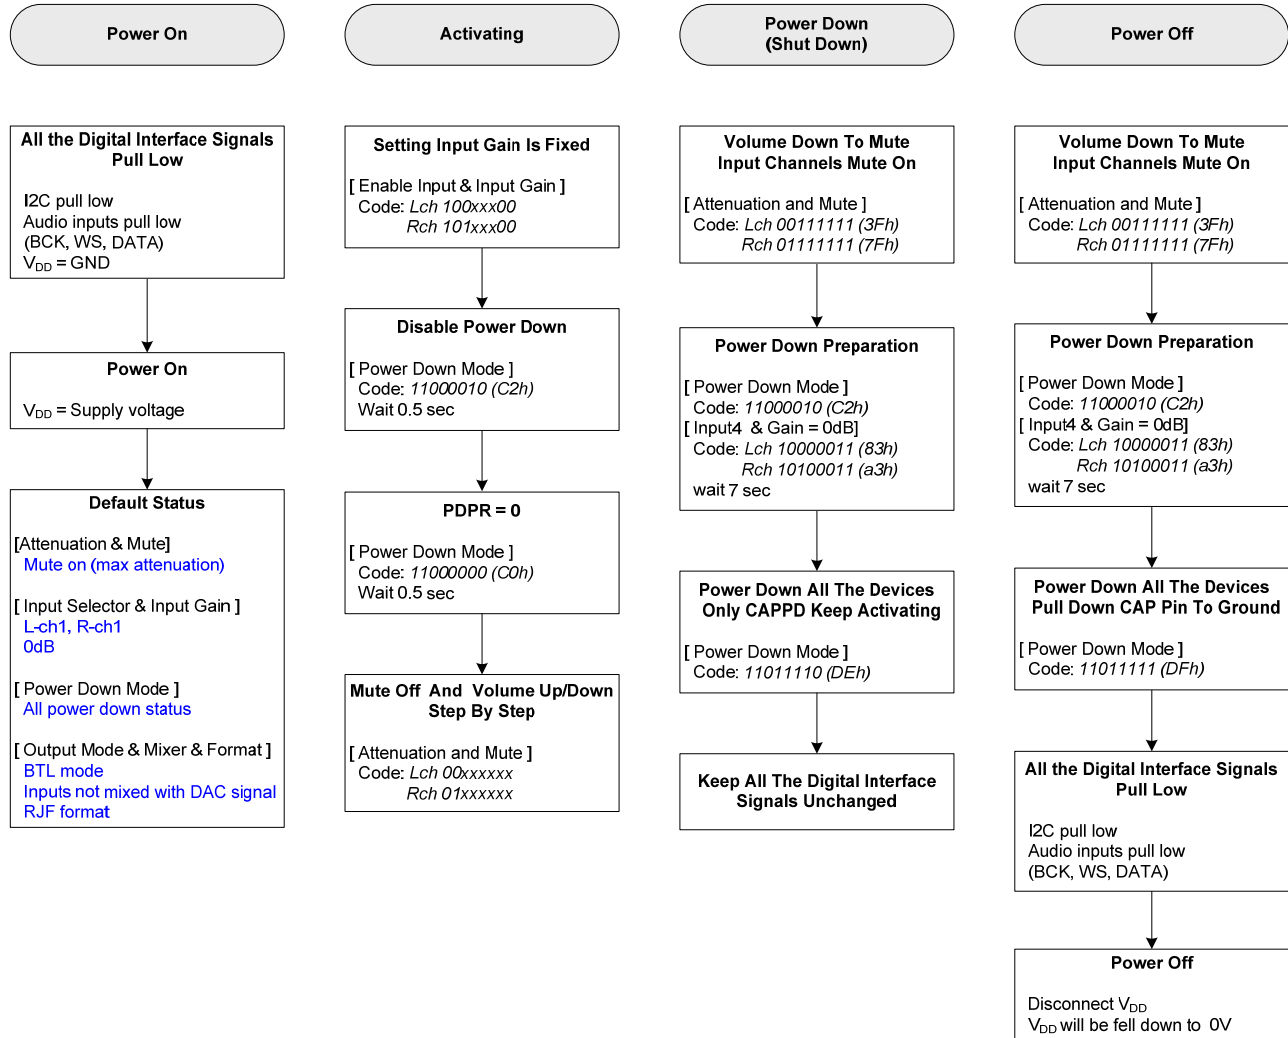 Power On
All the Digital Interface Signals
Pull Low
I2C pull low
Audio inputs pull low
(BCK, WS, DATA)
VDD = GND
Power On
VDD = Supply voltage
Default Status
[Attenuation & Mute]
Mute on (max attenuation)
[ Input Selector & Input Gain ]
L-ch1, R-ch1
0dB
[ Power Down Mode ]
All power down status
[ Output Mode & Mixer & Format ]
BTL mode
Inputs not mixed with DAC signal
RJF format
Activating
Setting Input Gain Is Fixed
[ Enable Input & Input Gain ]
Code: Lch 100xxx00
Rch 101xxx00
Disable Power Down
[ Power Down Mode ]
Code: 11000010 (C2h)
Wait 0.5 sec
PDPR = 0
[ Power Down Mode ]
Code: 11000000 (C0h)
Wait 0.5 sec
Mute Off And Volume Up/Down
Step By Step
[ Attenuation and Mute ]
Code: Lch 00xxxxxx
Rch 01xxxxxx
Power Down
(Shut Down)
Volume Down To Mute
Input Channels Mute On
[ Attenuation and Mute ]
Code: Lch 00111111 (3Fh)
Rch 01111111 (7Fh)
Power Down Preparation
[ Power Down Mode ]
Code: 11000010 (C2h)
[ Input4 & Gain = 0dB]
Code: Lch 10000011 (83h)
Rch 10100011 (a3h)
wait 7 sec
Power Down All The Devices
Only CAPPD Keep Activating
[ Power Down Mode ]
Code: 11011110 (DEh)
Keep All The Digital Interface
Signals Unchanged
Power Off
Volume Down To Mute
Input Channels Mute On
[ Attenuation and Mute ]
Code: Lch 00111111 (3Fh)
Rch 01111111 (7Fh)
Power Down Preparation
[ Power Down Mode ]
Code: 11000010 (C2h)
[ Input4 & Gain = 0dB]
Code: Lch 10000011 (83h)
Rch 10100011 (a3h)
wait 7 sec
Power Down All The Devices
Pull Down CAP Pin To Ground
[ Power Down Mode ]
Code: 11011111 (DFh)
All the Digital Interface Signals
Pull Low
I2C pull low
Audio inputs pull low
(BCK, WS, DATA)
Power Off
Disconnect VDD
VDD will be fell down to 0V